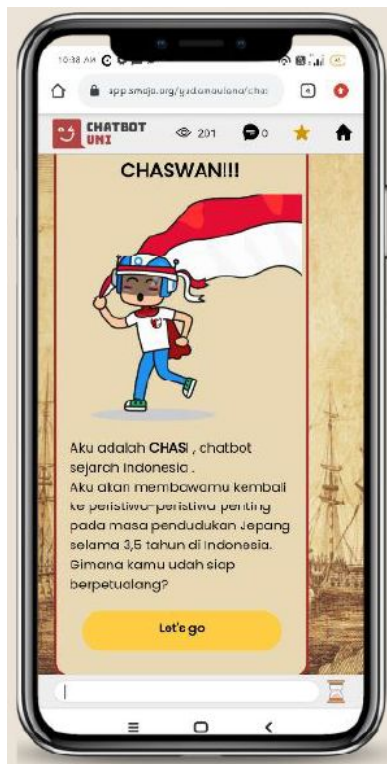 10:38 AM
app.smojo.org/gsdamaulana/chas
CHATBOT
UNI
201
0
CHASWAN!!!
Aku adalah CHASI , chatbot
sejarah Indonesia .
Aku akan membawamu kembali
ke peristiwa-peristiwa penting
pada masa pendudukan Jepang
selama 3,5 tahun di Indonesia.
Gimana kamu udah siap
berpetualang?
Let's go